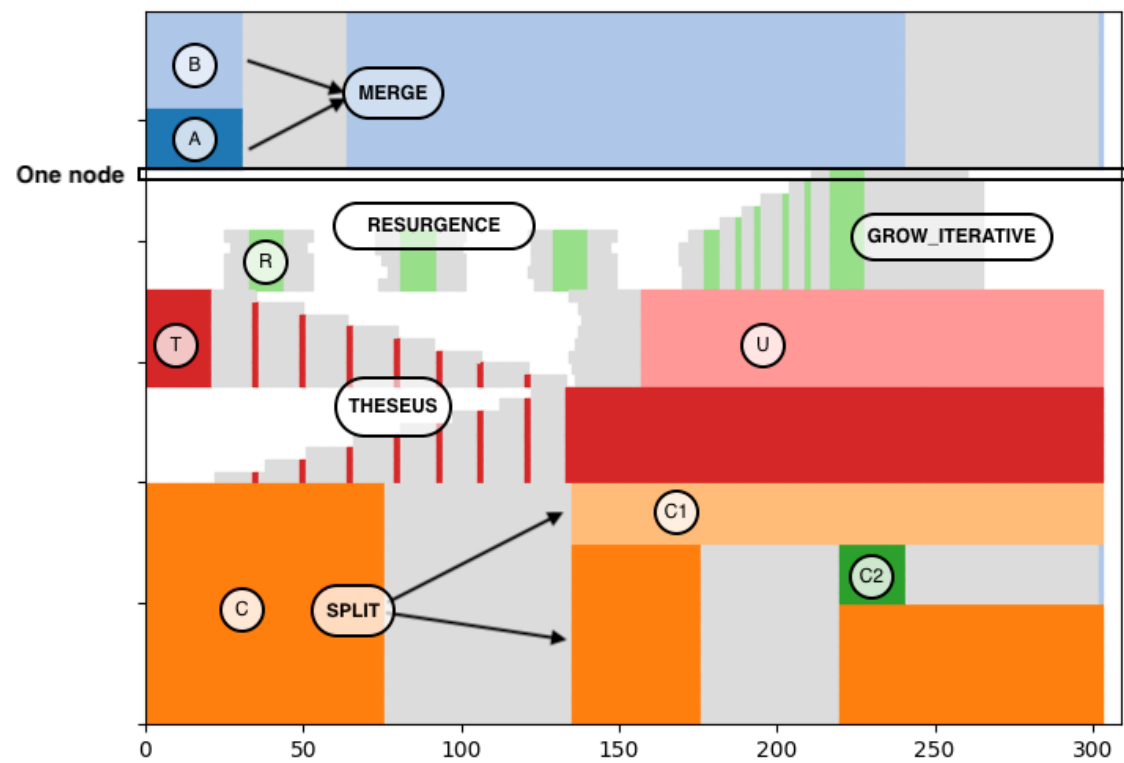 B
MERGE
A
One node
RESURGENCE
GROW_ITERATIVE
R
T
U
THESEUS
C1
C2
C
SPLIT
0 50 100 150 200 250 300